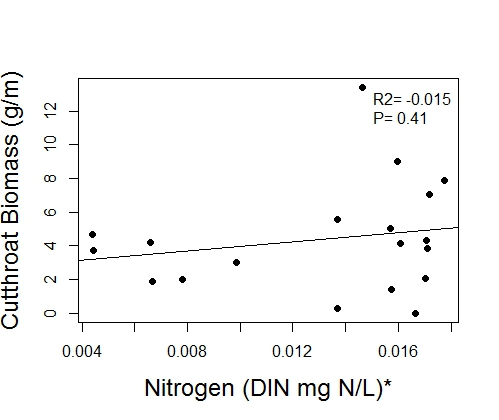 Cutthroat Biomass (g/m)
12
10
8
6
4
2
0
R2= -0.015
P= 0.41
0.004 0.008 0.012 0.016
Nitrogen (DIN mg N/L)*